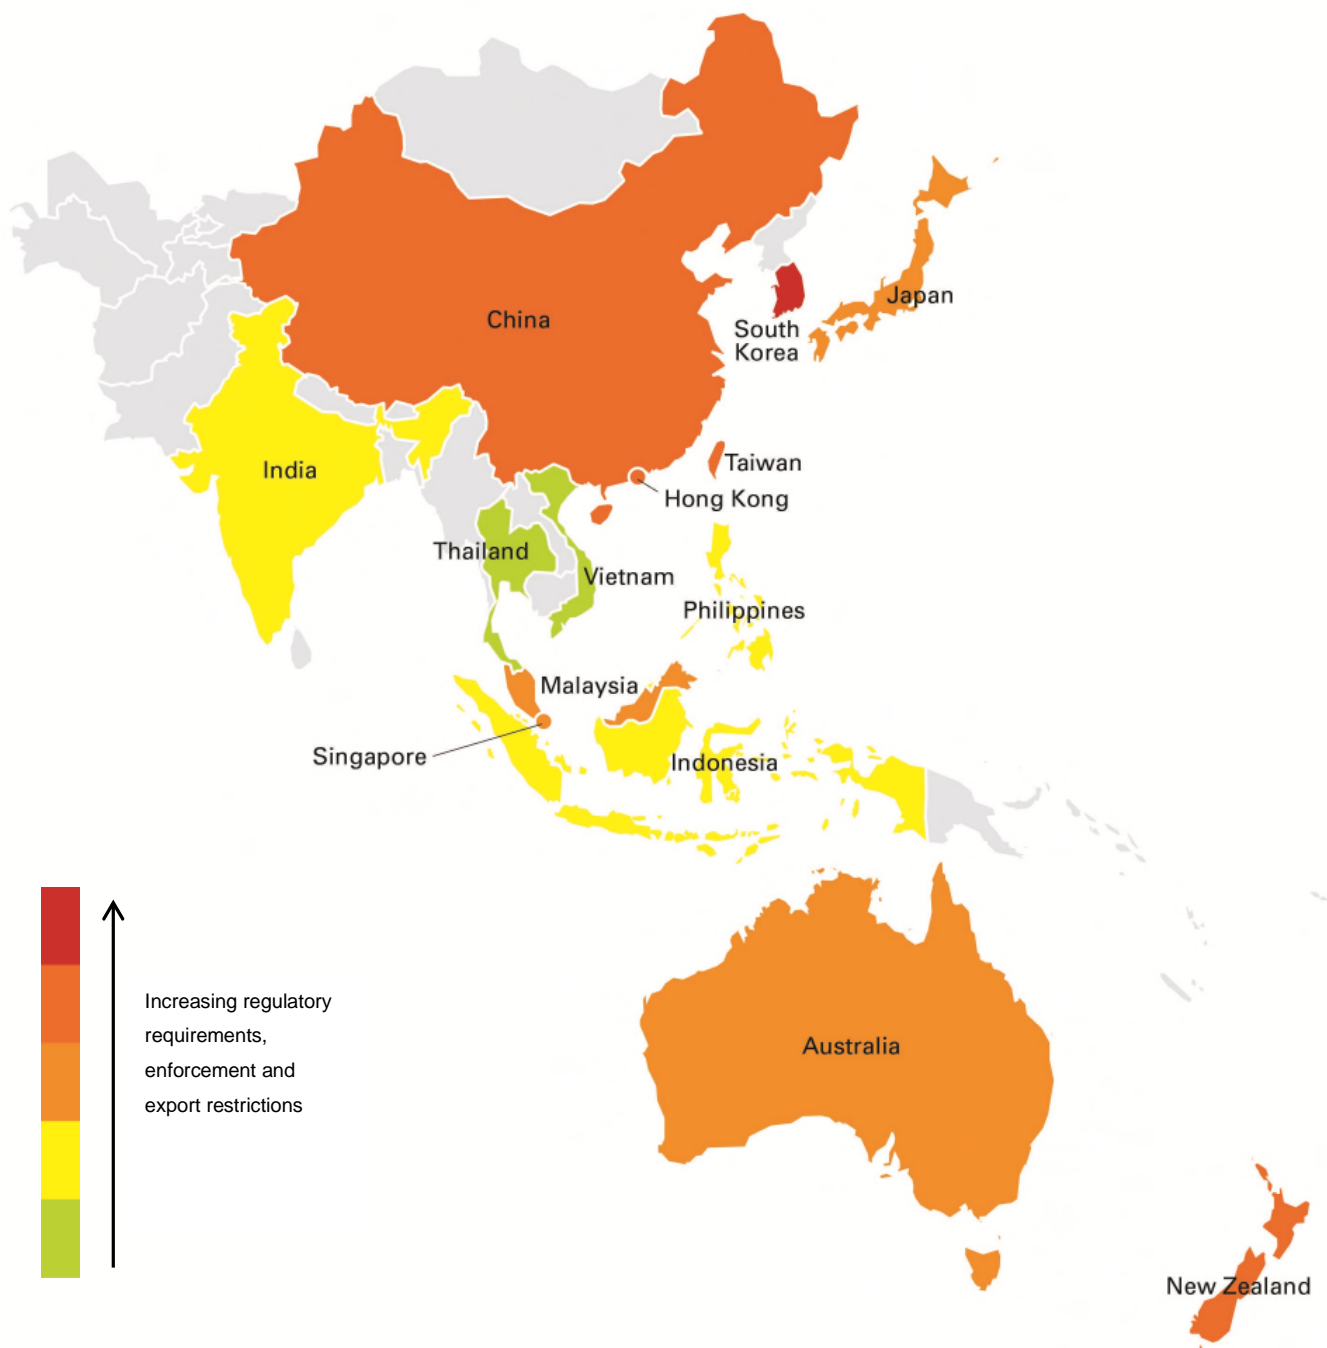 China
Japan
South
Korea
India
Taiwan
Hong Kong
Thailand
Vietnam
Philippines
Malaysia
Singapore
Indonesia
Increasing regulatory
requirements,
enforcement and
export restrictions
Australia
New Zealand